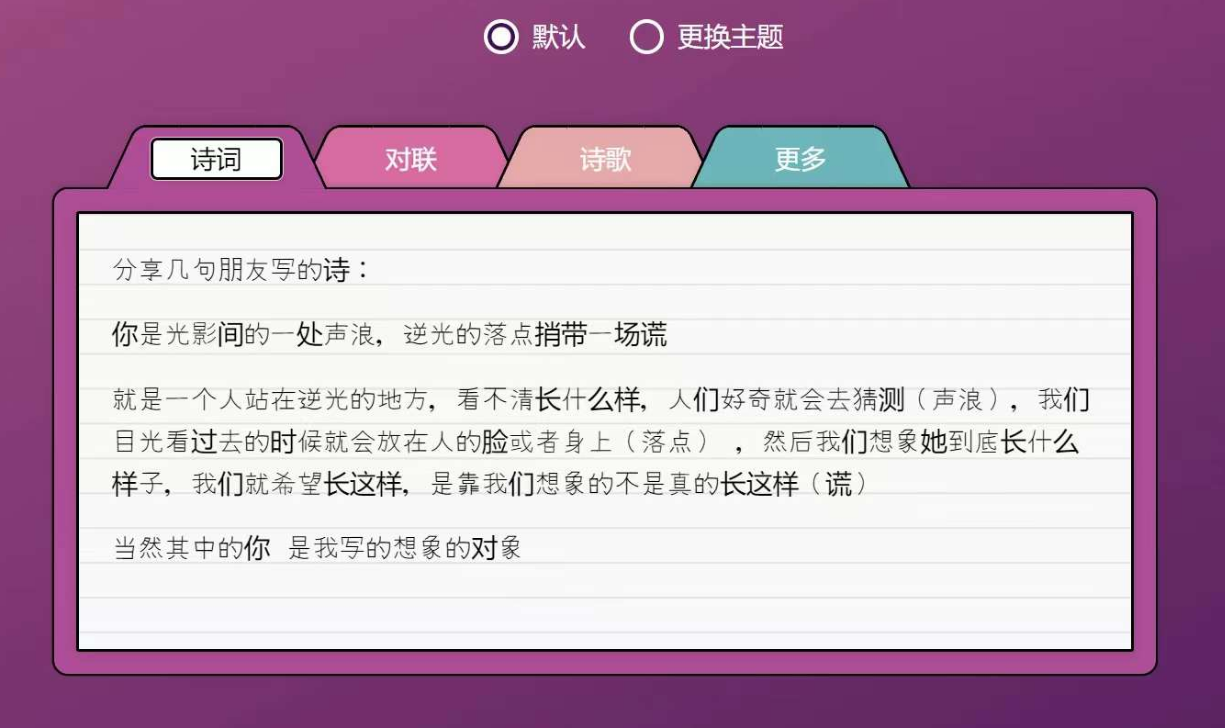 默认 更换主题
诗词 对联 诗歌 更多
分享几句朋友写的诗：
你是光影间的一处声浪，逆光的落点捎带一场谎
就是一个人站在逆光的地方，看不清长什么样，人们好奇就会去猜测（声浪），我们
目光看过去的时候就会放在人的脸或者身上（落点） ，然后我们想象她到底长什么
样子，我们就希望长这样，是靠我们想象的不是真的长这样（谎）
当然其中的你 是我写的想象的对象